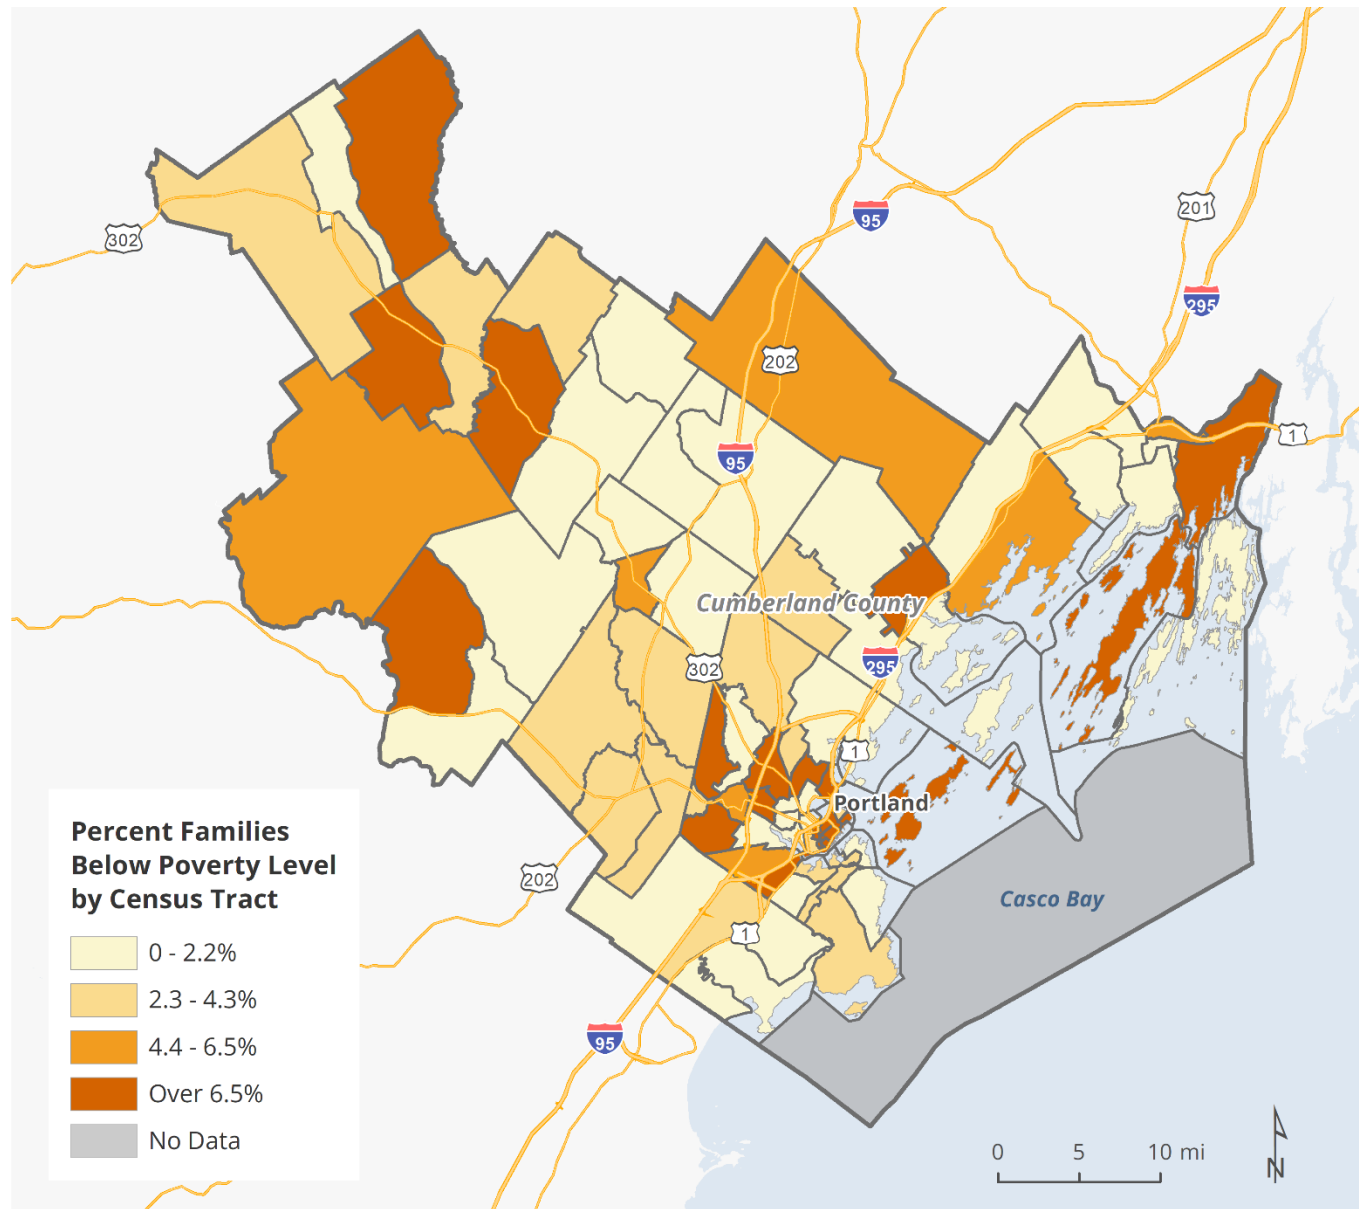 95
201
302
295
202
1
95
Cumberland County
302
295
1
Portland
Percent Families
Below Poverty Level
by Census Tract
0 - 2.2%
2.3 - 4.3%
4.4 - 6.5%
Over 6.5%
No Data
202
Casco Bay
1
95
0 5 10 mi
N